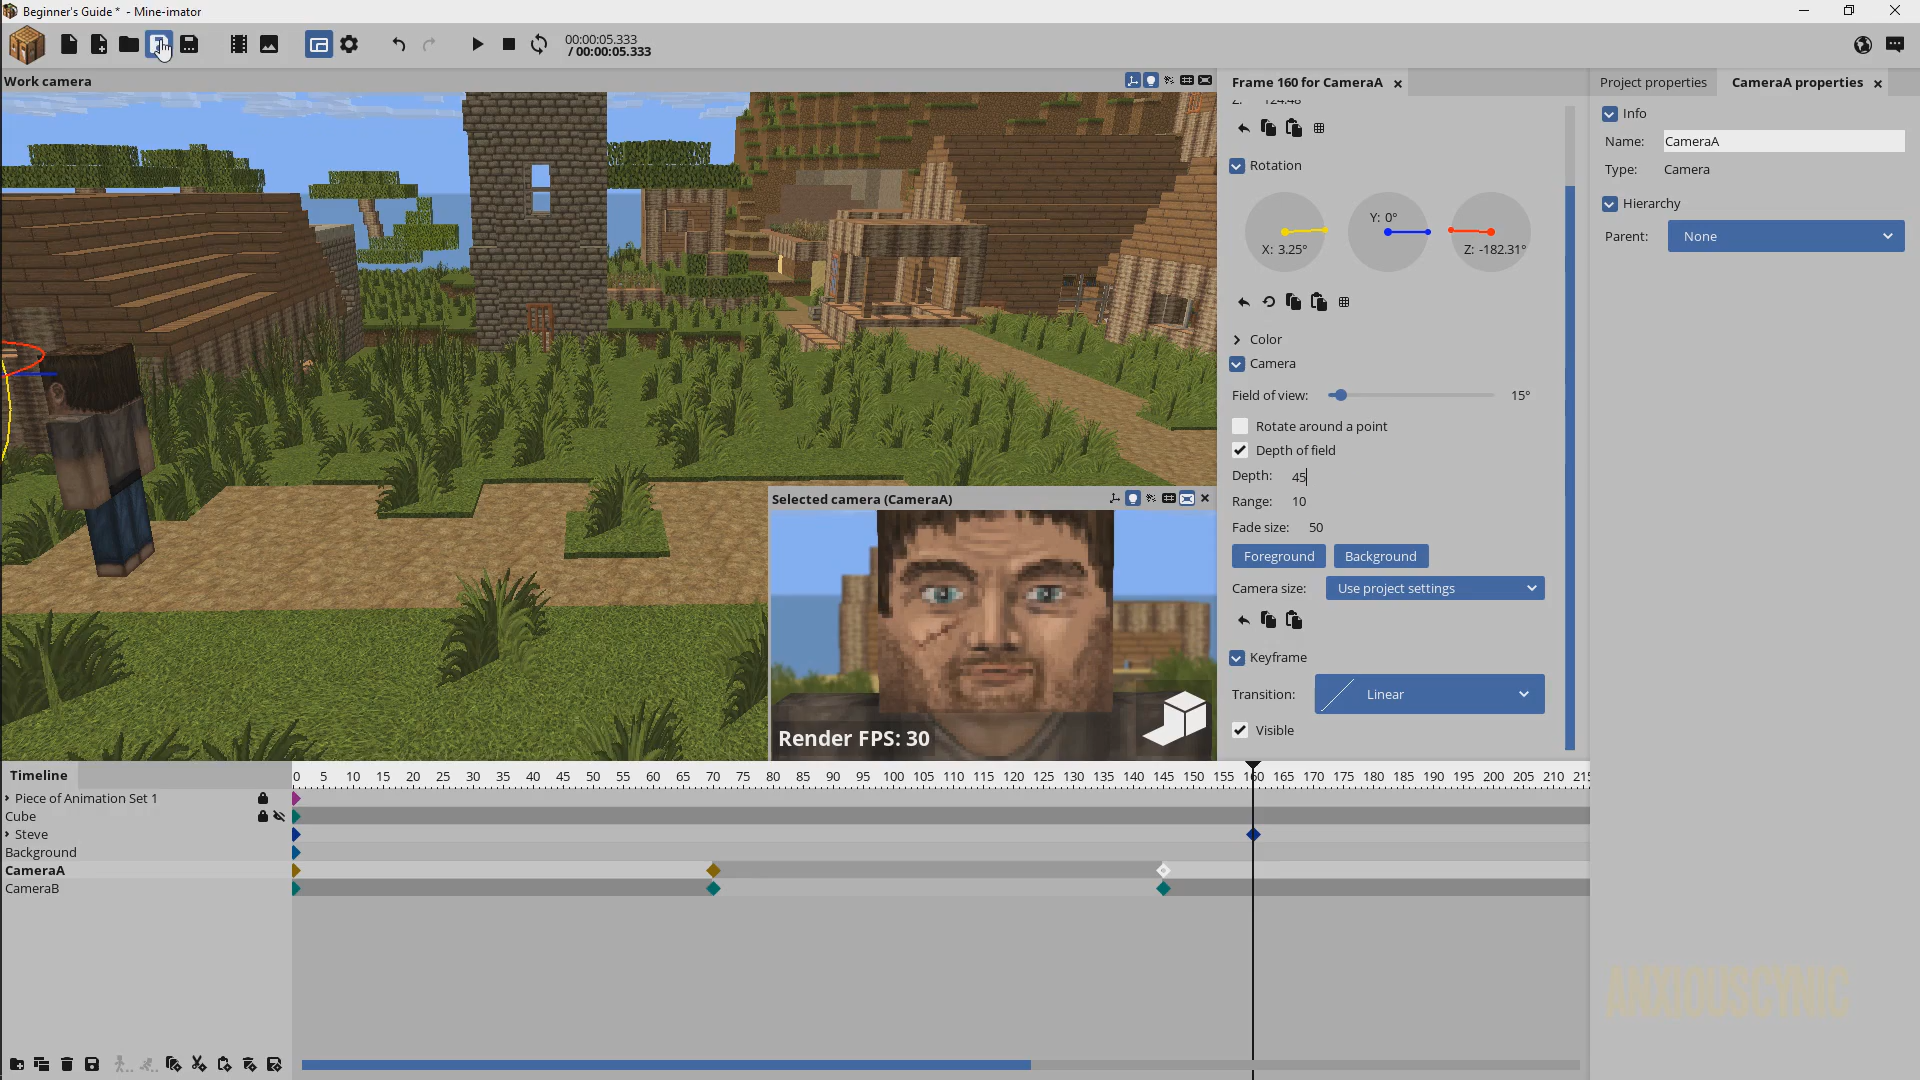 Beginner's Guide * - Mine-imator
00:00:05.333
/ 00:00:05.333
Work camera
Frame 160 for CameraA
Project properties
CameraA properties
Z: -124.48
Info
Name: CameraA
Type: Camera
Hierarchy
Parent: None
Rotation
X: 3.25°
Y: 0°
Z: -182.31°
Color
Camera
Field of view: 15°
Rotate around a point
Depth of field
Depth: 45
Range: 10
Fade size: 50
Foreground Background
Camera size: Use project settings
Keyframe
Transition: Linear
Visible
Selected camera (CameraA)
Render FPS: 30
Timeline
0 5 10 15 20 25 30 35 40 45 50 55 60 65 70 75 80 85 90 95 100 105 110 115 120 125 130 135 140 145 150 155 160 165 170 175 180 185 190 195 200 205 210 215
Piece of Animation Set 1
Cube
Steve
Background
CameraA
CameraB
ANXIOUSCYNIC